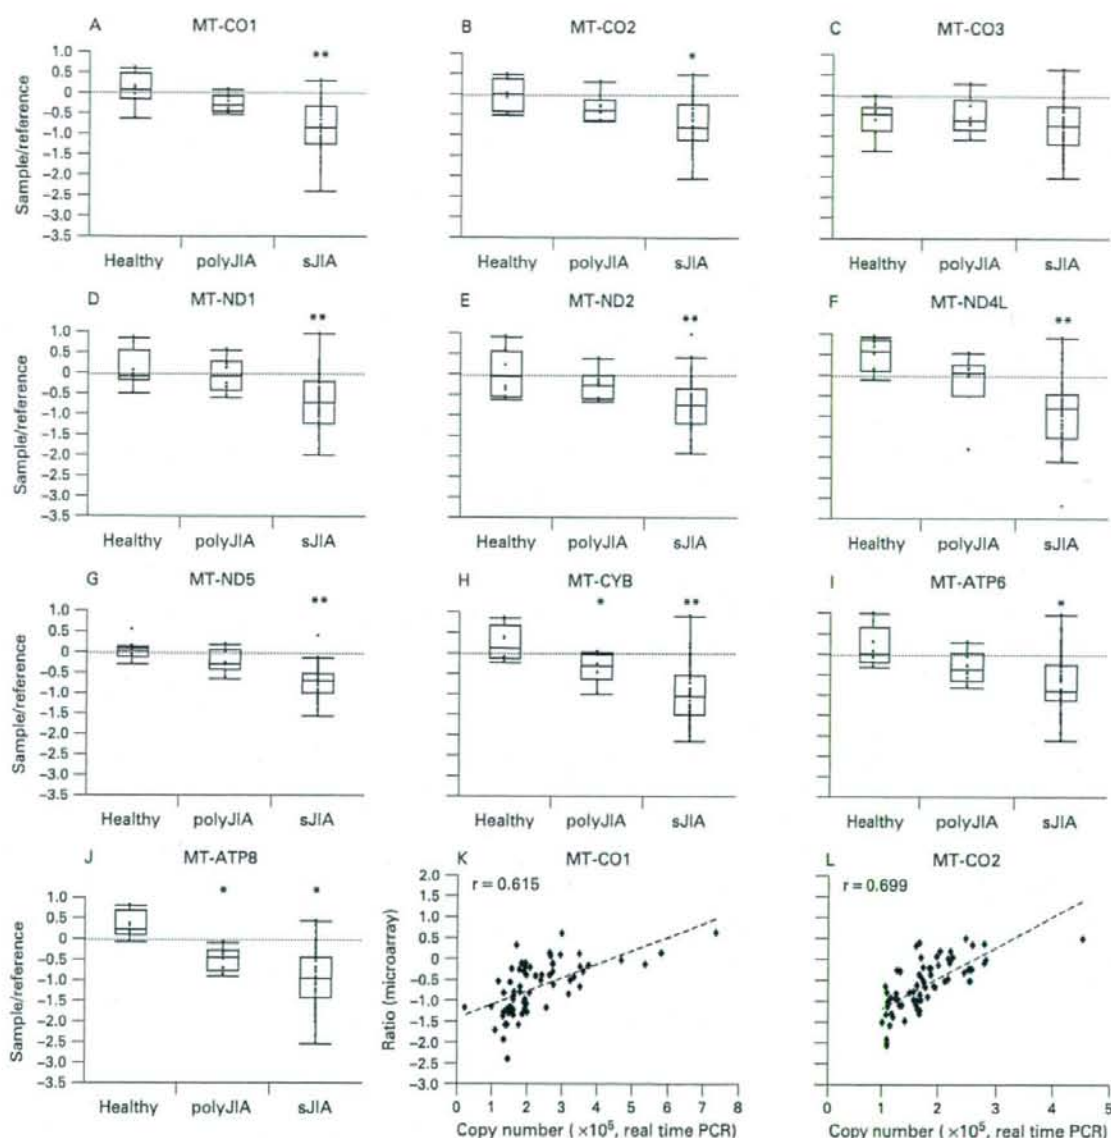 A MT-CO1
B MT-CO2
C MT-CO3
**
*
Sample/reference
1.0
0.5
0
−0.5
−1.0
−1.5
−2.0
−2.5
−3.0
−3.5
Healthy polyJIA sJIA
Healthy polyJIA sJIA
Healthy polyJIA sJIA
D MT-ND1
E MT-ND2
F MT-ND4L
**
**
**
Sample/reference
1.0
0.5
0
−0.5
−1.0
−1.5
−2.0
−2.5
−3.0
−3.5
Healthy polyJIA sJIA
Healthy polyJIA sJIA
Healthy polyJIA sJIA
G MT-ND5
H MT-CYB
I MT-ATP6
**
* **
*
Sample/reference
1.0
0.5
0
−0.5
−1.0
−1.5
−2.0
−2.5
−3.0
−3.5
Healthy polyJIA sJIA
Healthy polyJIA sJIA
Healthy polyJIA sJIA
J MT-ATP8
* *
Sample/reference
1.0
0.5
0
−0.5
−1.0
−1.5
−2.0
−2.5
−3.0
−3.5
Healthy polyJIA sJIA
K MT-CO1
r = 0.615
Ratio (microarray)
2.0
1.5
1.0
0.5
−0
−0.5
−1.0
−1.5
−2.0
−2.5
−3.0
0 1 2 3 4 5 6 7 8
Copy number (×10⁵, real time PCR)
L MT-CO2
r = 0.699
0 1 2 3 4 5
Copy number (×10⁵, real time PCR)